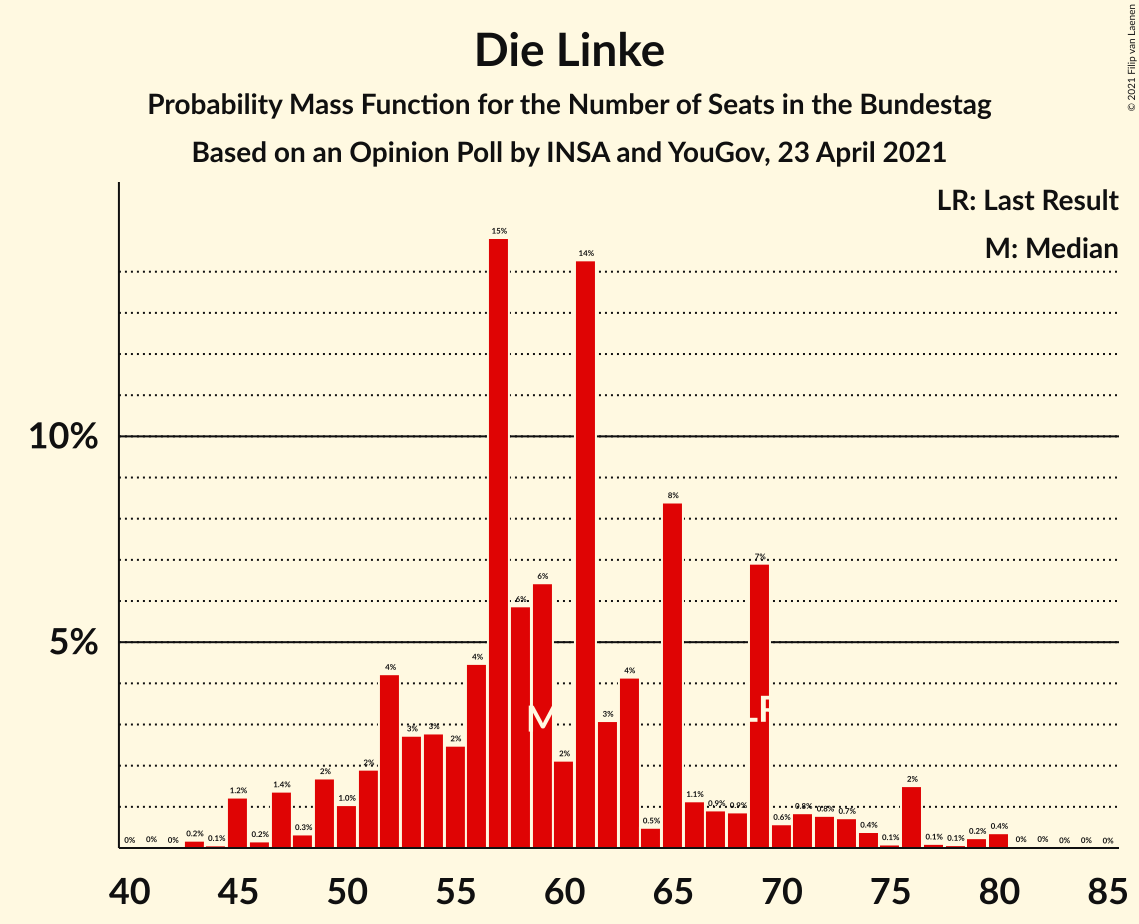 Die Linke
Probability Mass Function for the Number of Seats in the Bundestag
Based on an Opinion Poll by INSA and YouGov, 23 April 2021
© 2021 Filip van Laenen
LR: Last Result
M: Median
10%
5%
0% 0% 0% 0.2% 0.1% 1.2% 0.2% 1.4% 0.3% 2% 1.0% 2% 4% 3% 3% 2% 4% 15% 6% 6% 2% 14% 3% 4% 0.5% 8% 1.1% 0.9% 0.9% 7% 0.6% 0.8% 0.8% 0.7% 0.4% 0.1% 2% 0.1% 0.1% 0.2% 0.4% 0% 0% 0% 0% 0%
M LR
40 45 50 55 60 65 70 75 80 85